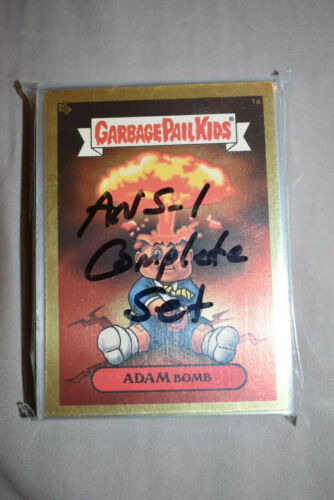 1a
GARBAGE PAIL KIDS®
ANS-1
Complete
Set
ADAM BOMB